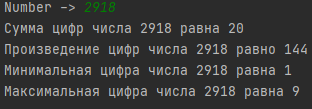 Number -> 2918
Сумма цифр числа 2918 равна 20
Произведение цифр числа 2918 равно 144
Минимальная цифра числа 2918 равна 1
Максимальная цифра числа 2918 равна 9